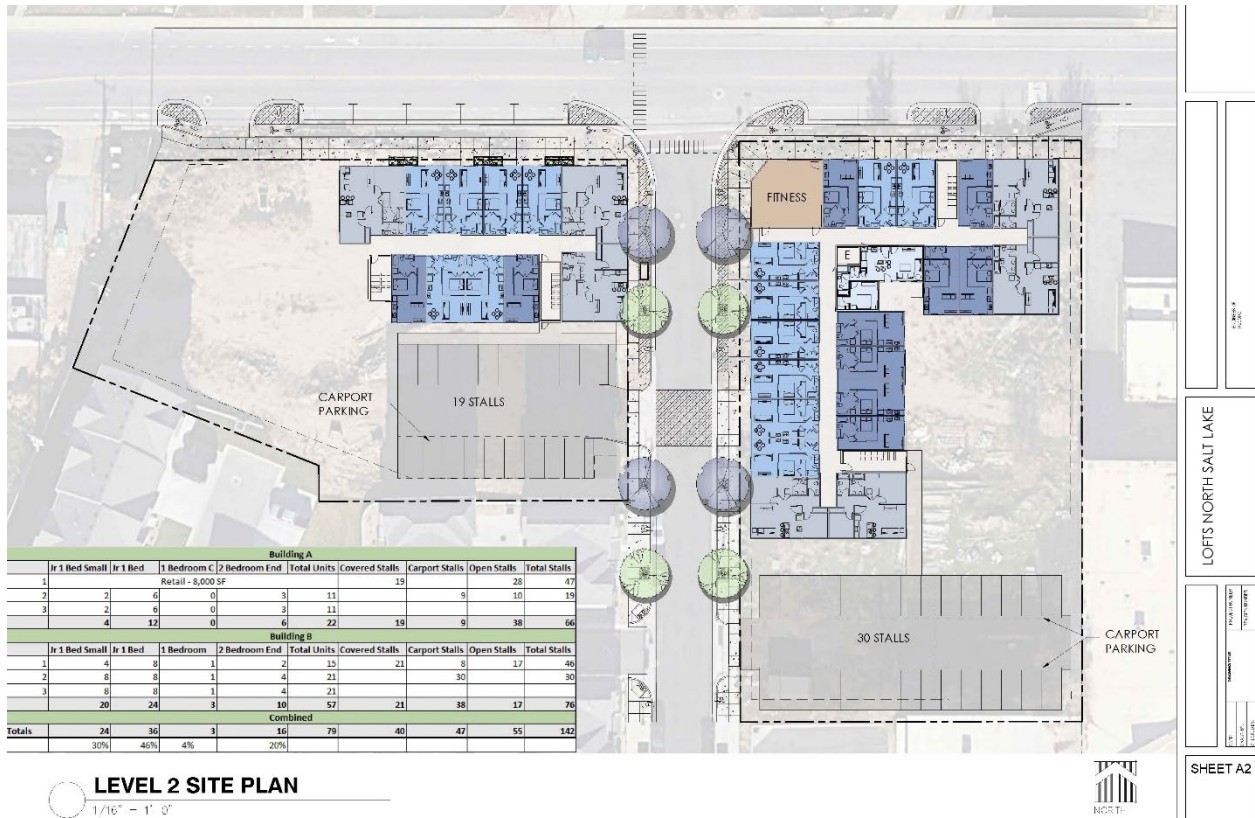 FITNESS
E
CARPORT
PARKING
19 STALLS
30 STALLS
CARPORT
PARKING
Building A
Jr 1 Bed Small Jr 1 Bed 1 Bedroom C 2 Bedroom End Total Units Covered Stalls Carport Stalls Open Stalls Total Stalls
1 Retail - 8,000 SF 19 28 47
2 2 6 0 3 11 9 10 19
3 2 6 0 3 11
4 12 0 6 22 19 9 38 66
Building B
Jr 1 Bed Small Jr 1 Bed 1 Bedroom 2 Bedroom End Total Units Covered Stalls Carport Stalls Open Stalls Total Stalls
1 4 8 1 2 15 21 8 17 46
2 8 8 1 4 21 30 30
3 8 8 1 4 21
20 24 3 10 57 21 38 17 76
Combined
Totals 24 36 3 16 79 40 47 55 142
30% 46% 4% 20%
LEVEL 2 SITE PLAN
1/16" = 1' 0"
NORTH
LOFTS NORTH SALT LAKE
SHEET A2